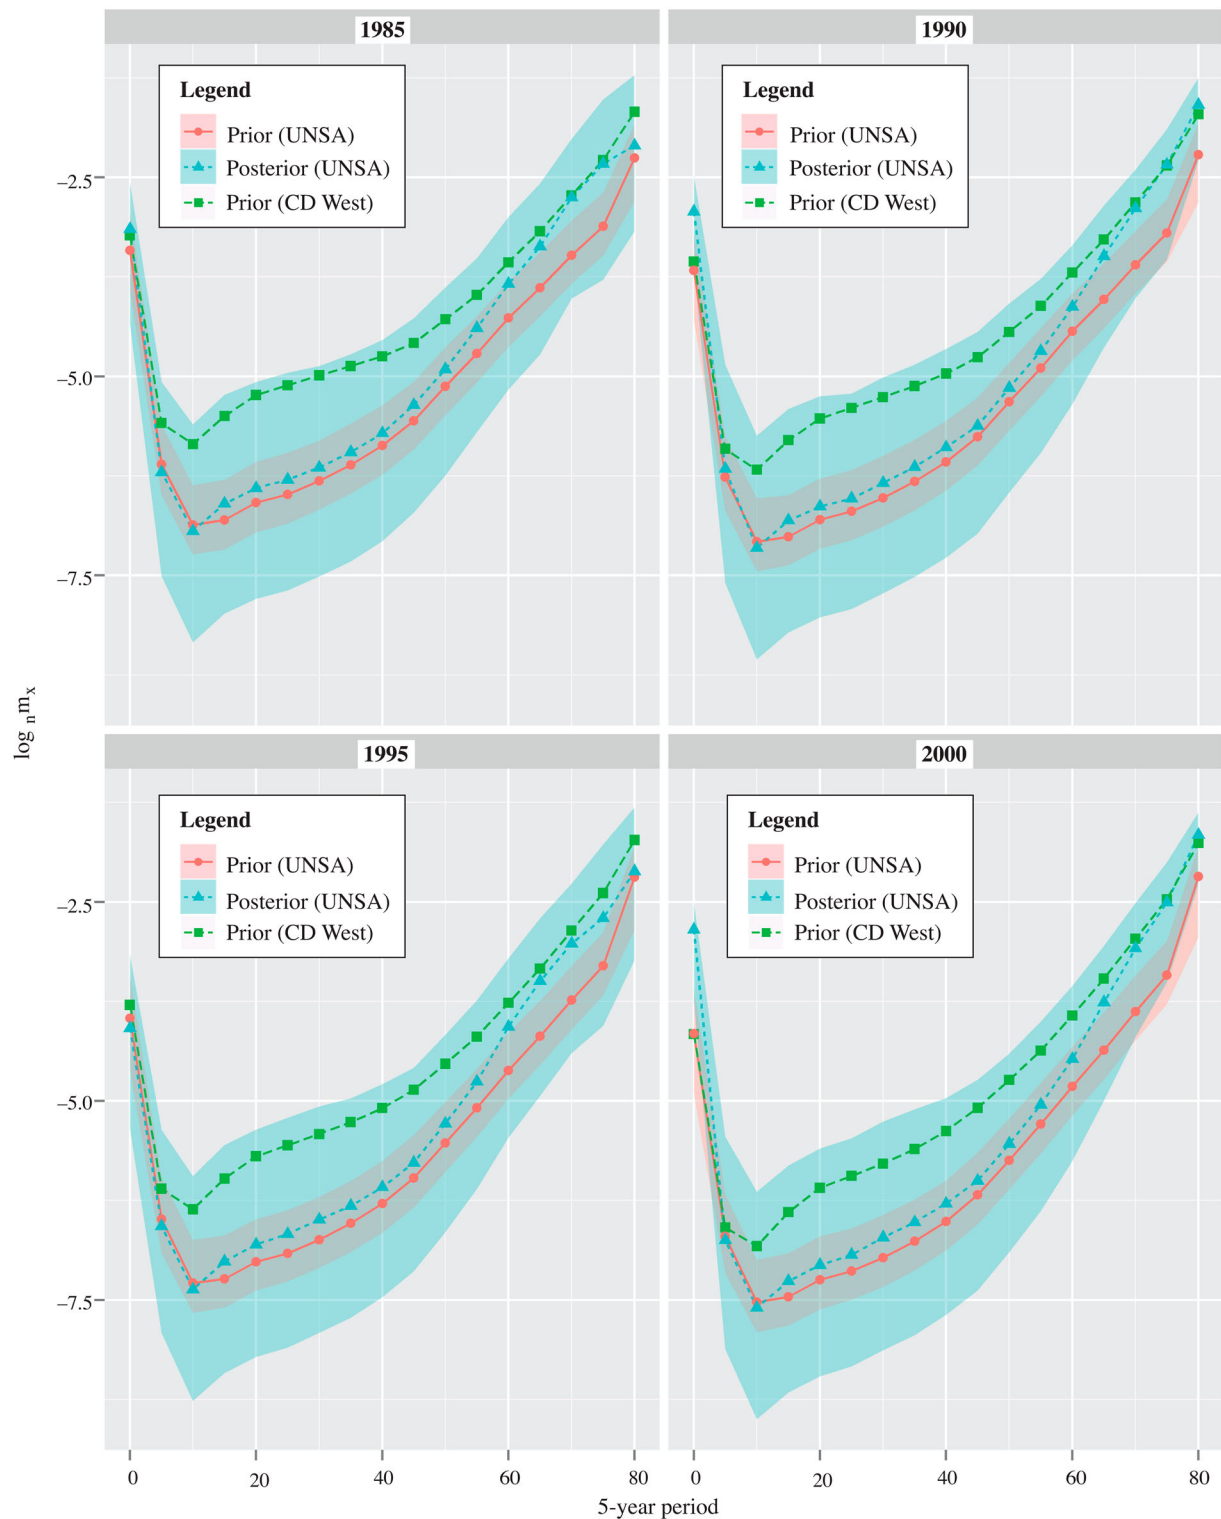 1985
Legend
Prior (UNSA)
Posterior (UNSA)
Prior (CD West)
−2.5
−5.0
−7.5
1990
Legend
Prior (UNSA)
Posterior (UNSA)
Prior (CD West)
log nmx
1995
Legend
Prior (UNSA)
Posterior (UNSA)
Prior (CD West)
−2.5
−5.0
−7.5
0 20 40 60 80
2000
Legend
Prior (UNSA)
Posterior (UNSA)
Prior (CD West)
0 20 40 60 80
5-year period